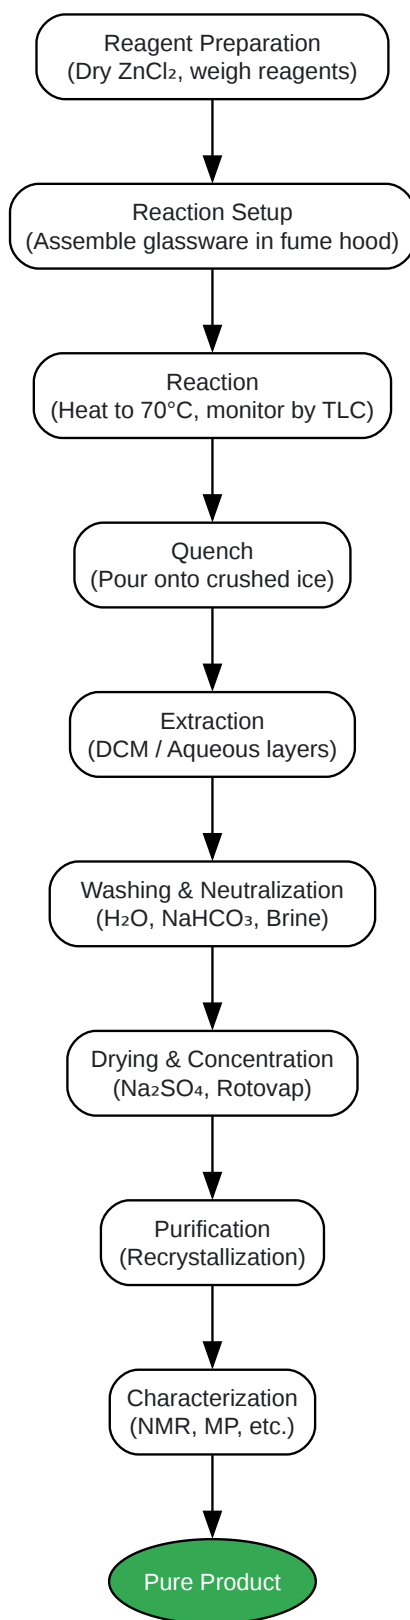 Reagent Preparation
(Dry ZnCl₂, weigh reagents)
Reaction Setup
(Assemble glassware in fume hood)
Reaction
(Heat to 70°C, monitor by TLC)
Quench
(Pour onto crushed ice)
Extraction
(DCM / Aqueous layers)
Washing & Neutralization
(H₂O, NaHCO₃, Brine)
Drying & Concentration
(Na₂SO₄, Rotovap)
Purification
(Recrystallization)
Characterization
(NMR, MP, etc.)
Pure Product